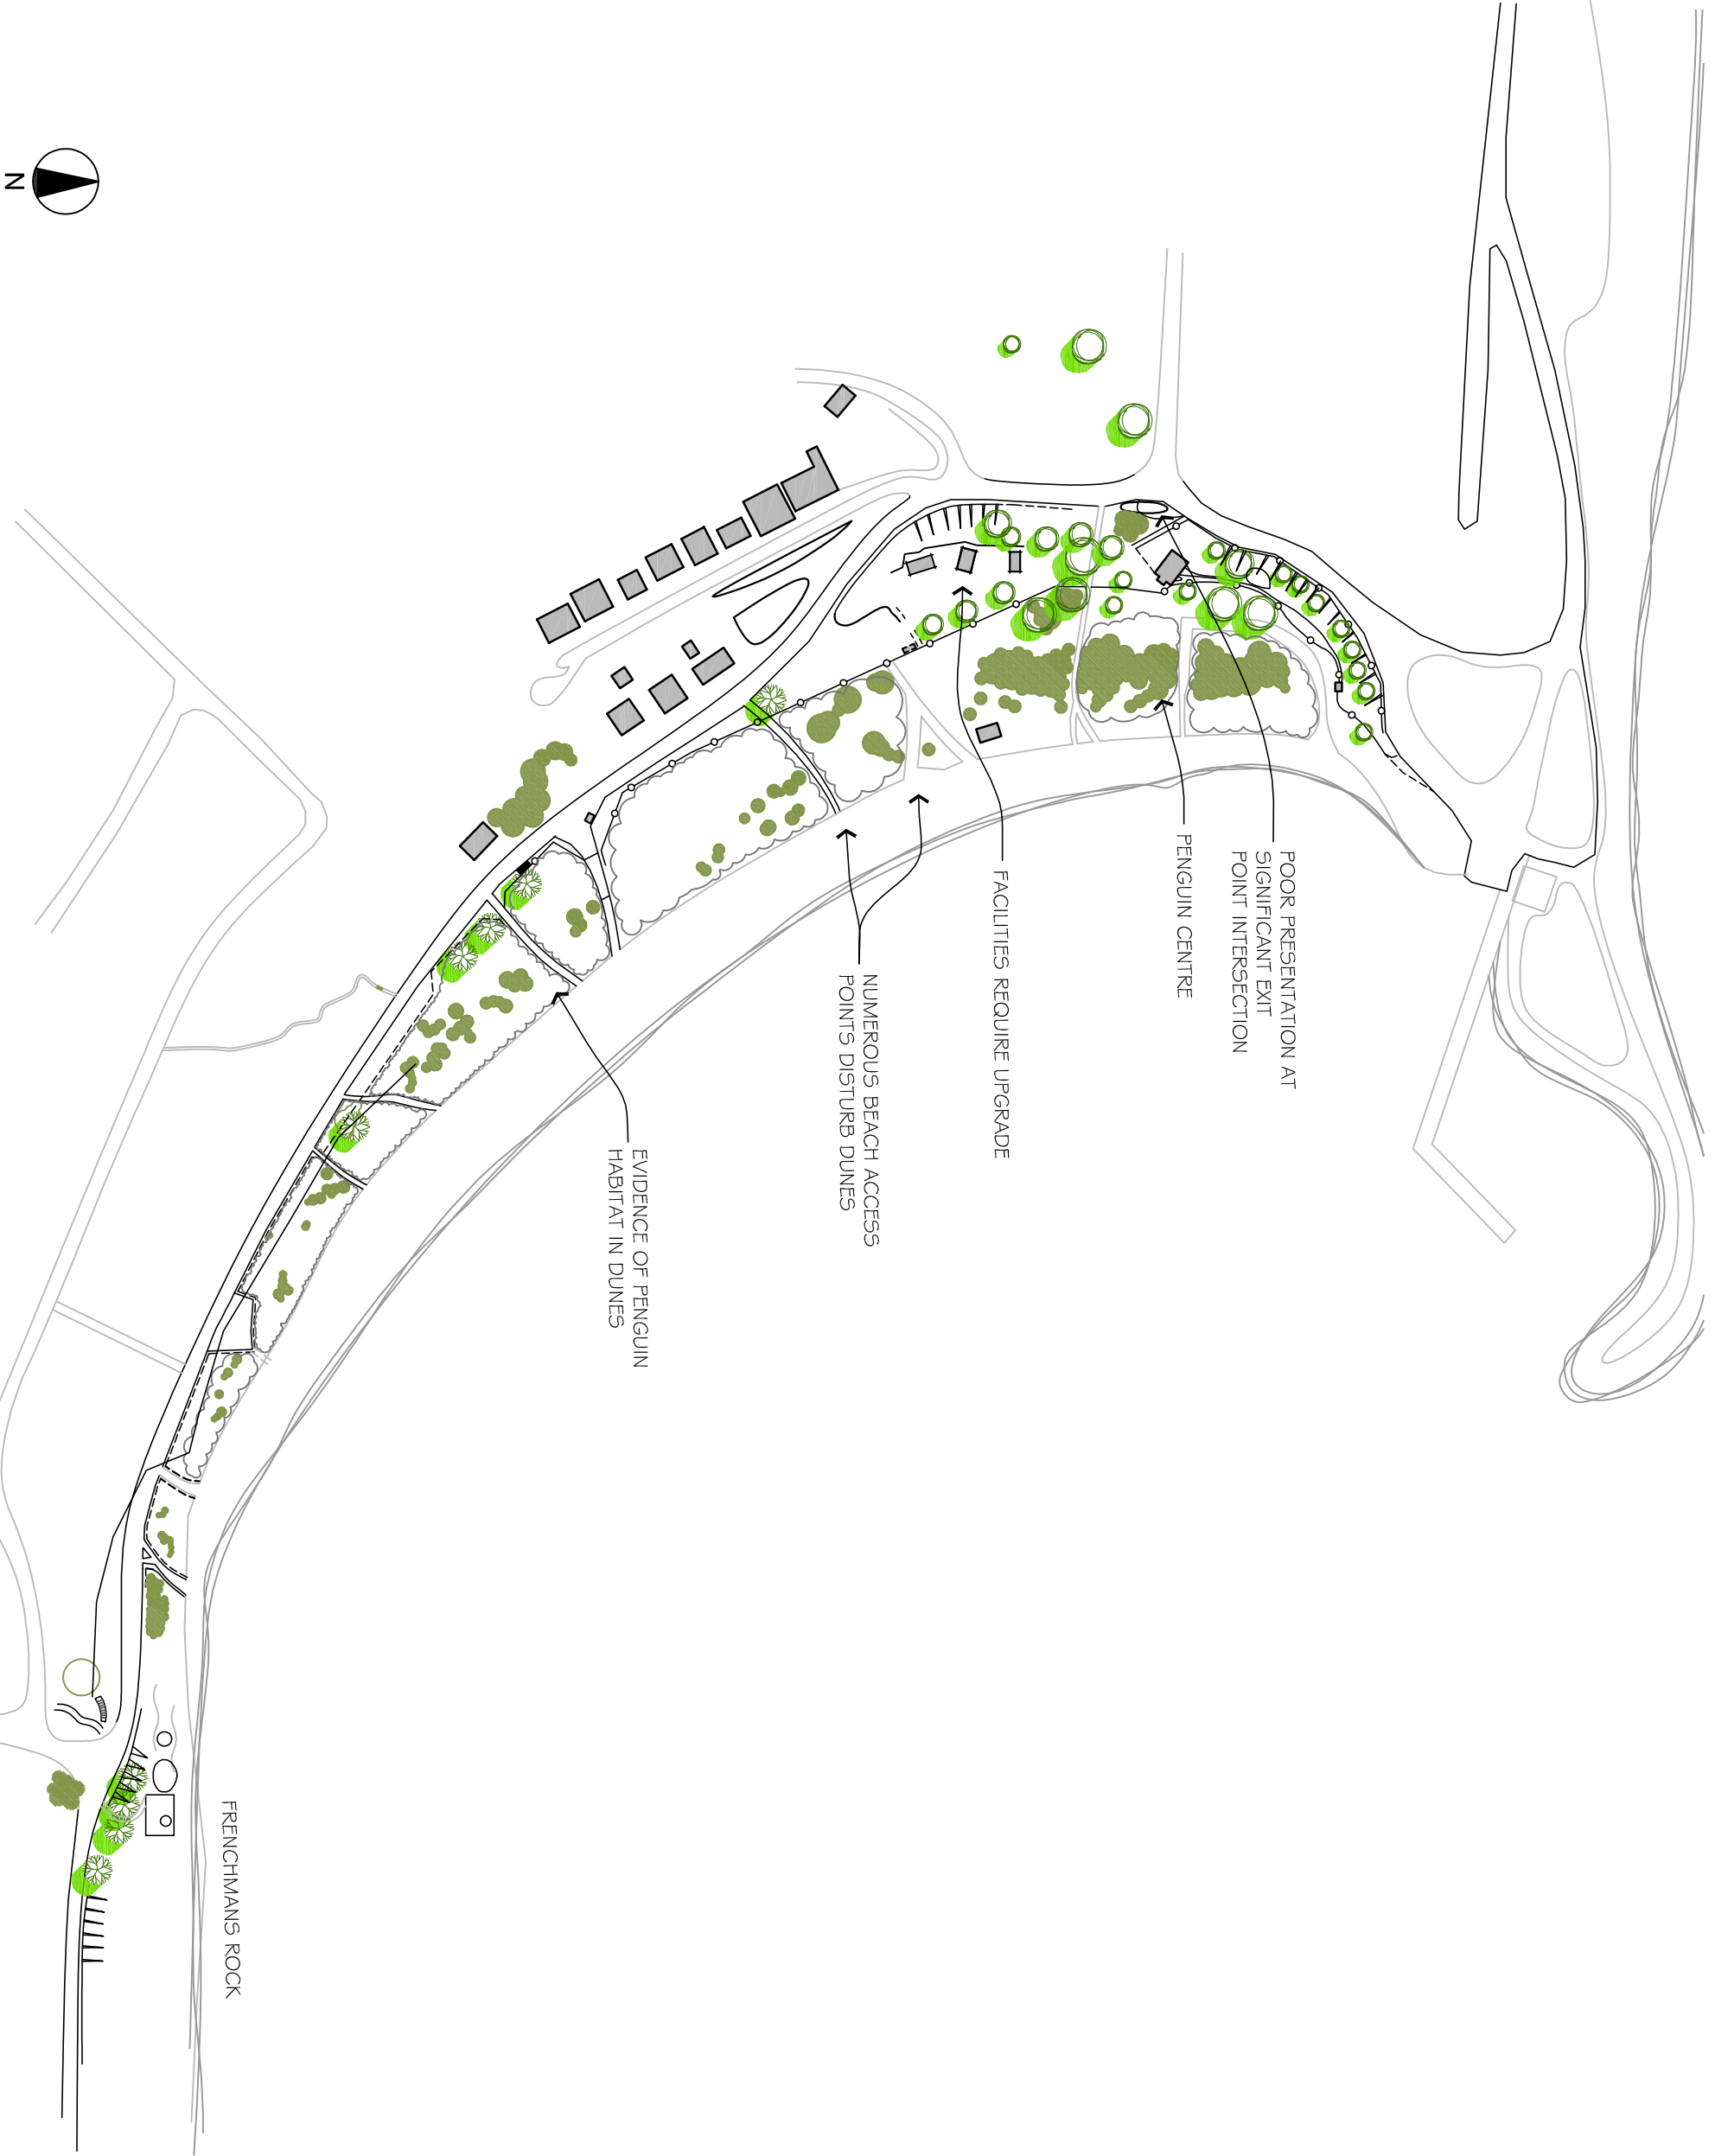 POOR PRESENTATION AT
SIGNIFICANT EXIT
POINT INTERSECTION
PENGUIN CENTRE
FACILITIES REQUIRE UPGRADE
NUMEROUS BEACH ACCESS
POINTS DISTURB DUNES
EVIDENCE OF PENGUIN
HABITAT IN DUNES
FRENCHMANS ROCK
N